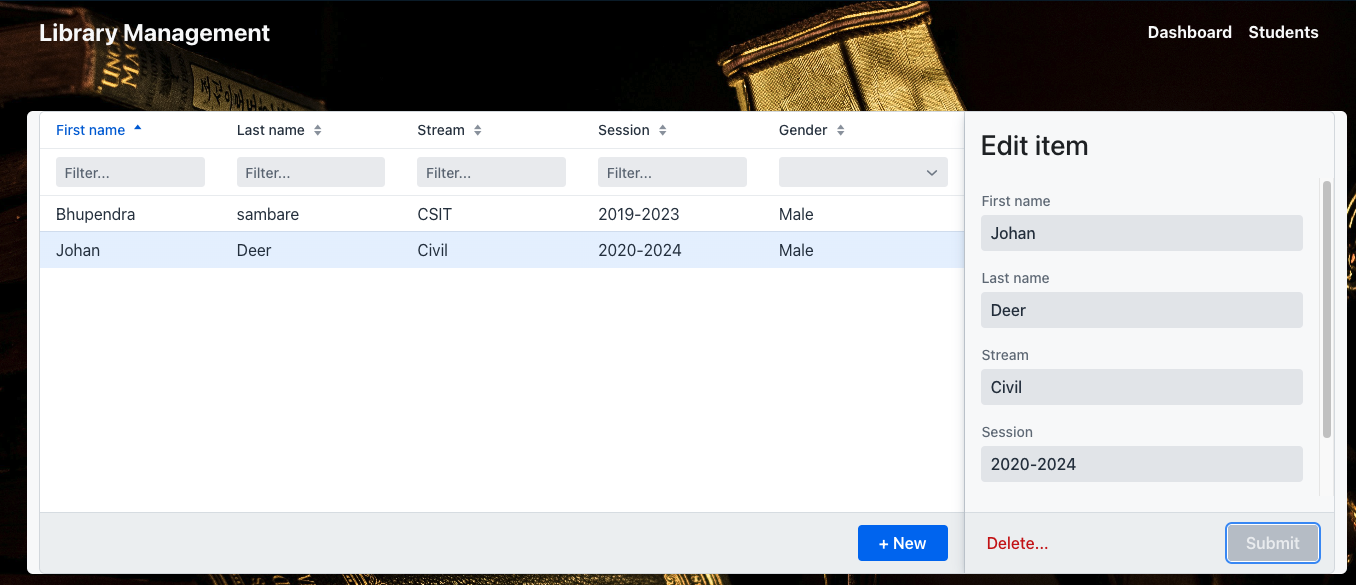 Library Management
Dashboard Students
First name Last name Stream Session Gender
Filter... Filter... Filter... Filter...
Bhupendra sambare CSIT 2019-2023 Male
Johan Deer Civil 2020-2024 Male
+ New
Edit item
First name
Johan
Last name
Deer
Stream
Civil
Session
2020-2024
Delete... Submit